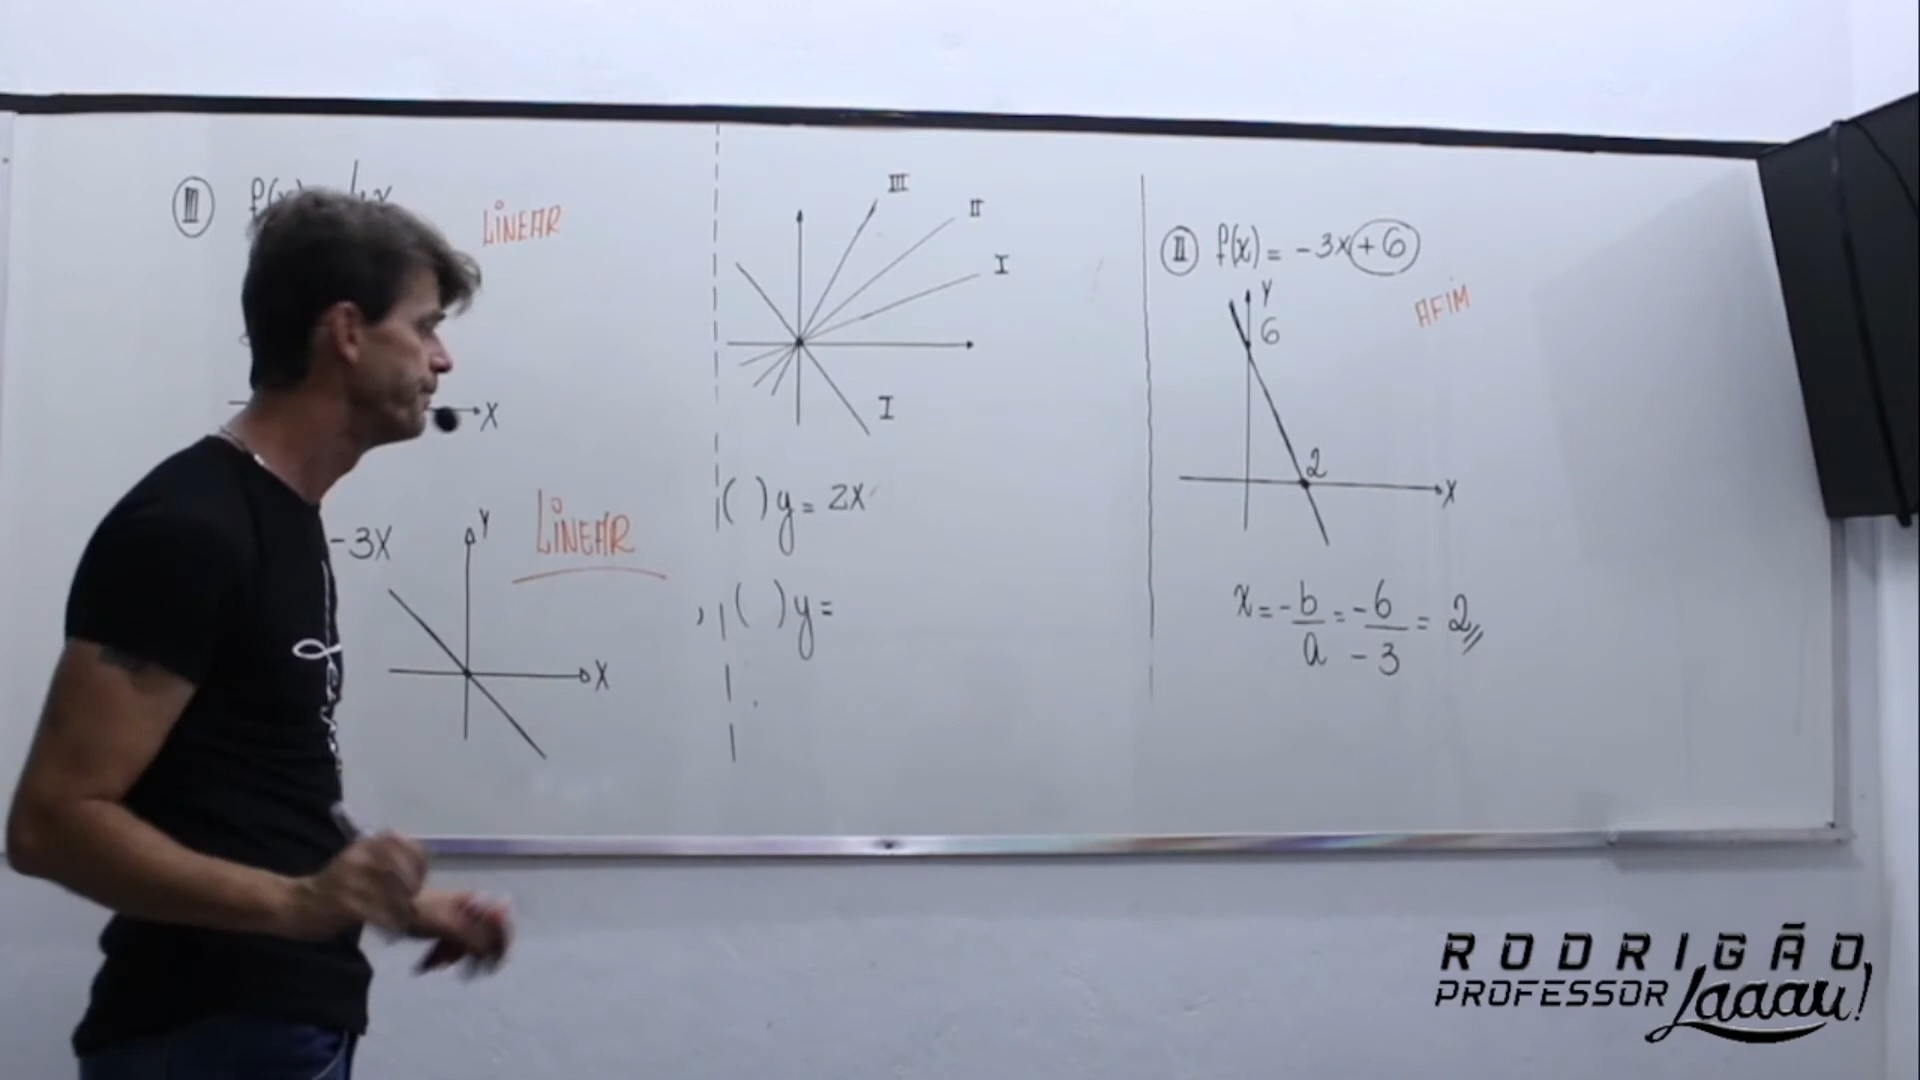 III
LINEAR
X
-3X
Y
LINEAR
X
III
II
I
I
( ) y = 2X
( ) y =
II f(x) = -3x + 6
AFIM
Y
6
2
X
x = -b/a = -6/-3 = 2
RODRIGÃO
PROFESSOR Laaau!